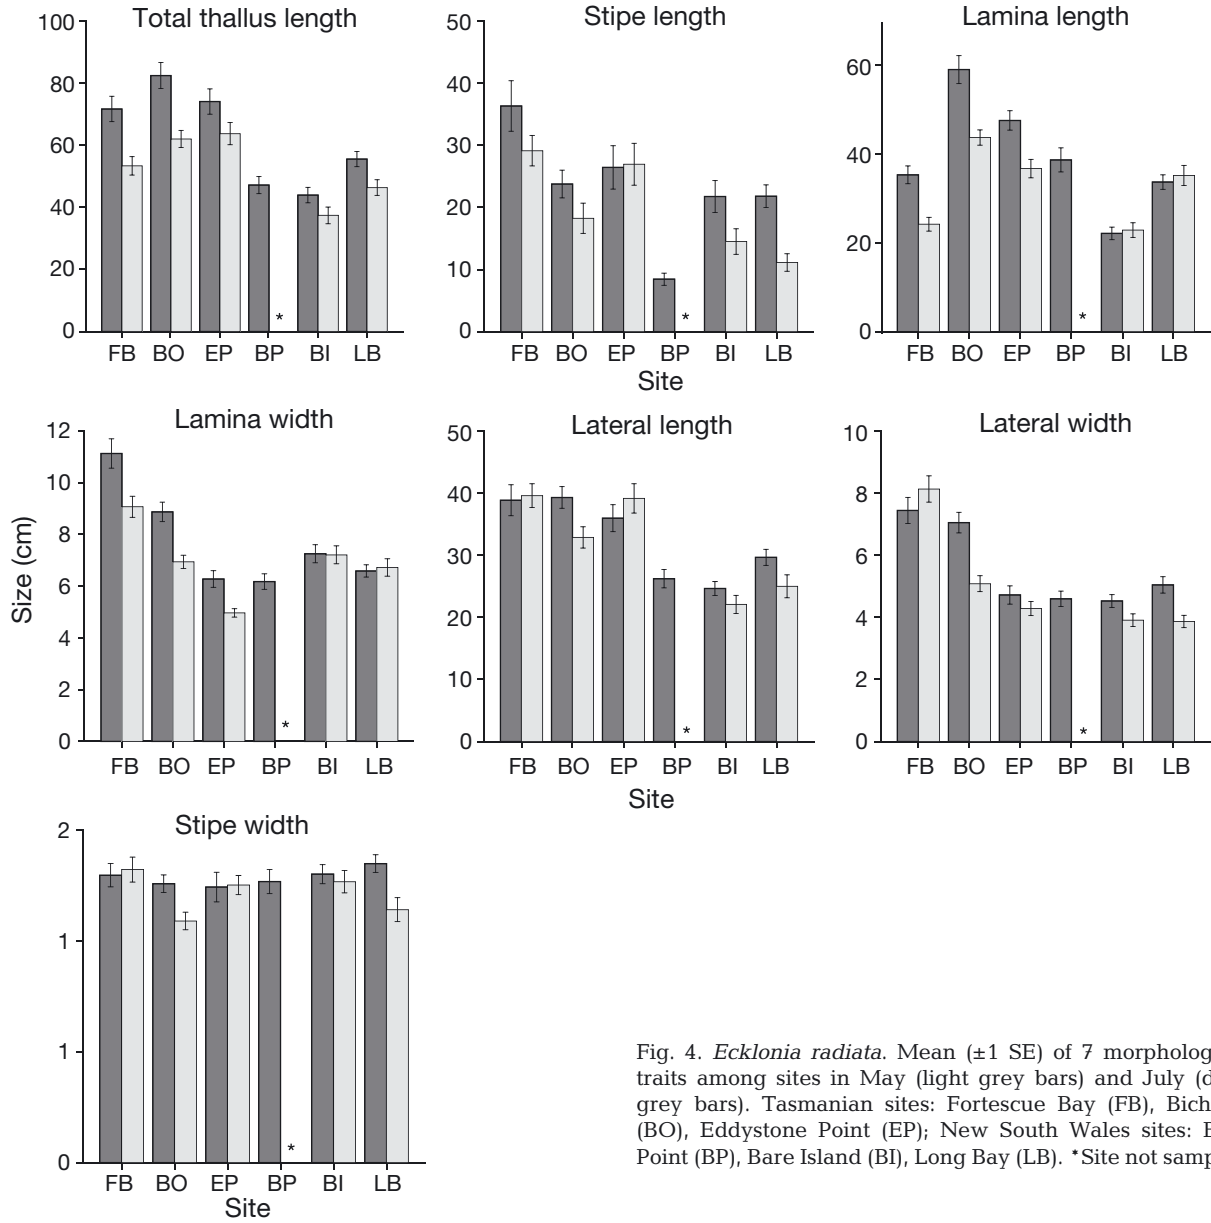 Total thallus length
100
80
60
40
20
0
*
FB BO EP BP BI LB
Stipe length
50
40
30
20
10
0
*
FB BO EP BP BI LB
Site
Lamina length
60
40
20
0
*
FB BO EP BP BI LB
Lamina width
12
10
8
6
4
2
0
Size (cm)
*
FB BO EP BP BI LB
Lateral length
50
40
30
20
10
0
*
FB BO EP BP BI LB
Site
Lateral width
10
8
6
4
2
0
*
FB BO EP BP BI LB
Stipe width
2
1
1
0
*
FB BO EP BP BI LB
Site
Fig. 4. Ecklonia radiata. Mean (±1 SE) of 7 morpholog
traits among sites in May (light grey bars) and July (d
grey bars). Tasmanian sites: Fortescue Bay (FB), Bich
(BO), Eddystone Point (EP); New South Wales sites: B
Point (BP), Bare Island (BI), Long Bay (LB). *Site not samp